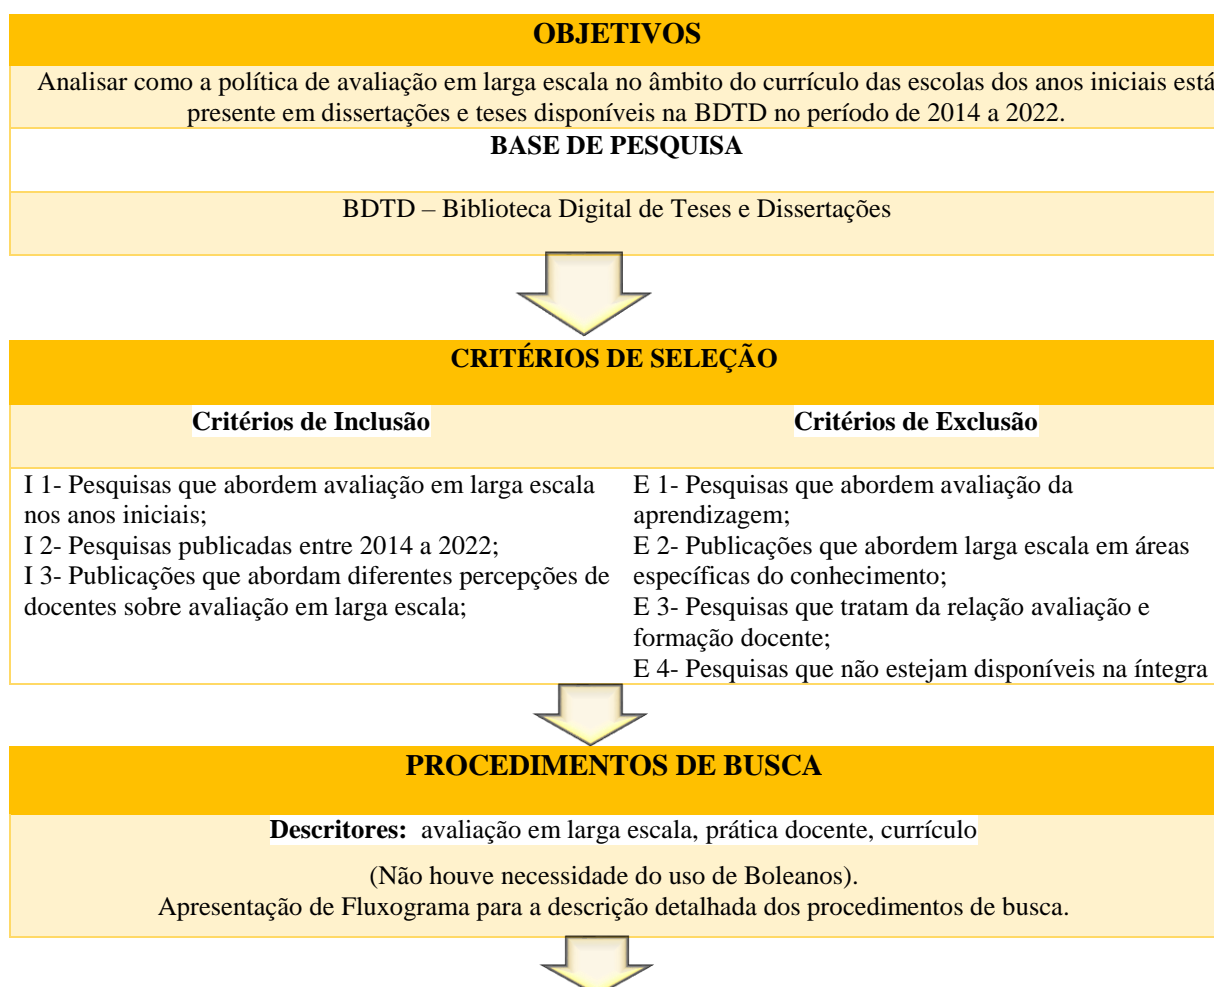 OBJETIVOS
Analisar como a política de avaliação em larga escala no âmbito do currículo das escolas dos anos iniciais está
presente em dissertações e teses disponíveis na BDTD no período de 2014 a 2022.
BASE DE PESQUISA
BDTD – Biblioteca Digital de Teses e Dissertações
CRITÉRIOS DE SELEÇÃO
Critérios de Inclusão
I 1- Pesquisas que abordem avaliação em larga escala
nos anos iniciais;
I 2- Pesquisas publicadas entre 2014 a 2022;
I 3- Publicações que abordam diferentes percepções de
docentes sobre avaliação em larga escala;
Critérios de Exclusão
E 1- Pesquisas que abordem avaliação da
aprendizagem;
E 2- Publicações que abordem larga escala em áreas
específicas do conhecimento;
E 3- Pesquisas que tratam da relação avaliação e
formação docente;
E 4- Pesquisas que não estejam disponíveis na íntegra
PROCEDIMENTOS DE BUSCA
Descritores: avaliação em larga escala, prática docente, currículo
(Não houve necessidade do uso de Boleanos).
Apresentação de Fluxograma para a descrição detalhada dos procedimentos de busca.